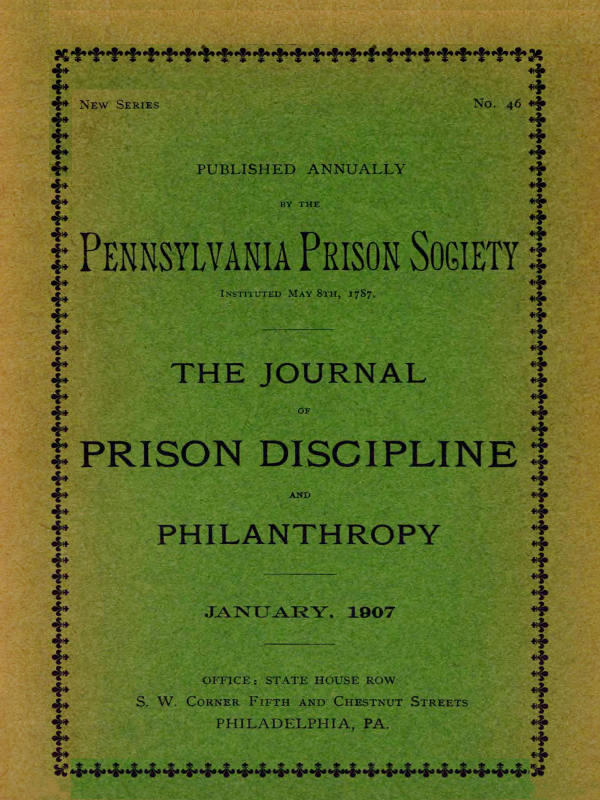 New Series No. 46
PUBLISHED ANNUALLY
BY THE
PENNSYLVANIA PRISON SOCIETY
Instituted May 8th, 1787.
THE JOURNAL
OF
PRISON DISCIPLINE
AND
PHILANTHROPY
JANUARY, 1907
OFFICE: STATE HOUSE ROW
S. W. Corner Fifth and Chestnut Streets
PHILADELPHIA, PA.